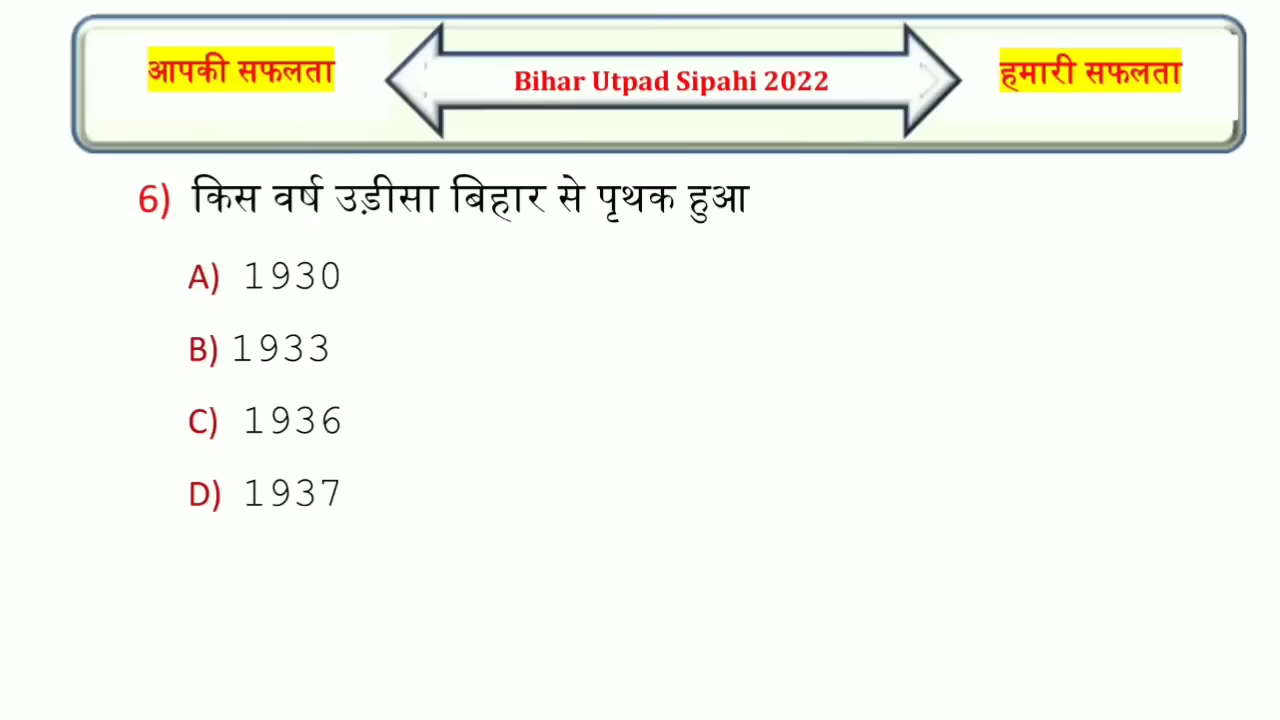 आपकी सफलता
Bihar Utpad Sipahi 2022
हमारी सफलता
6) किस वर्ष उड़ीसा बिहार से पृथक हुआ
A) 1930
B) 1933
C) 1936
D) 1937